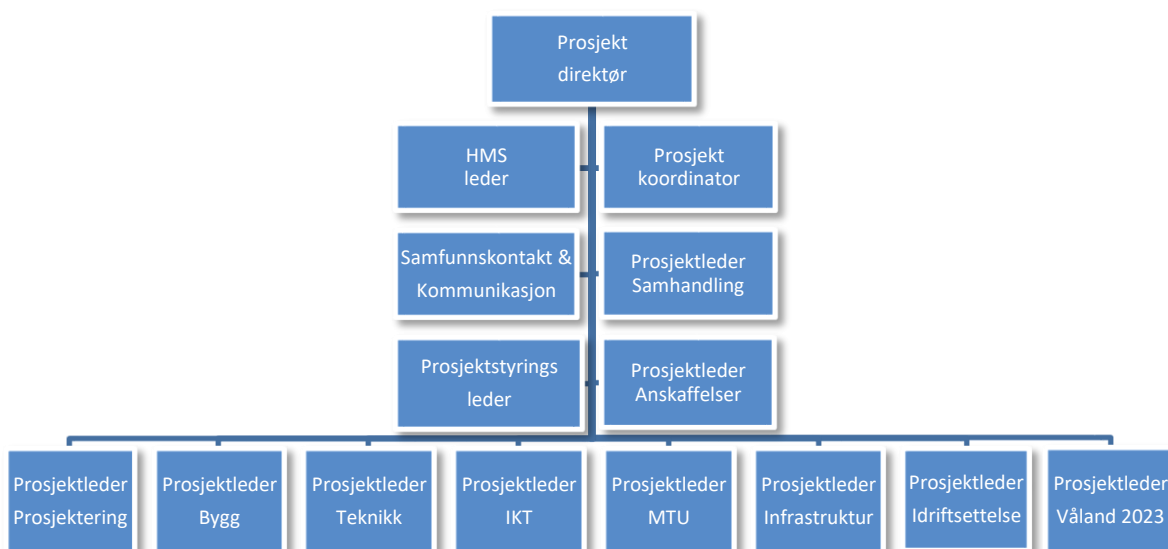 Prosjekt
direktør
HMS
leder
Prosjekt
koordinator
Samfunnskontakt &
Kommunikasjon
Prosjektleder
Samhandling
Prosjektstyrings
leder
Prosjektleder
Anskaffelser
Prosjektleder
Prosjektering
Prosjektleder
Bygg
Prosjektleder
Teknikk
Prosjektleder
IKT
Prosjektleder
MTU
Prosjektleder
Infrastruktur
Prosjektleder
Idriftsettelse
Prosjektleder
Våland 2023